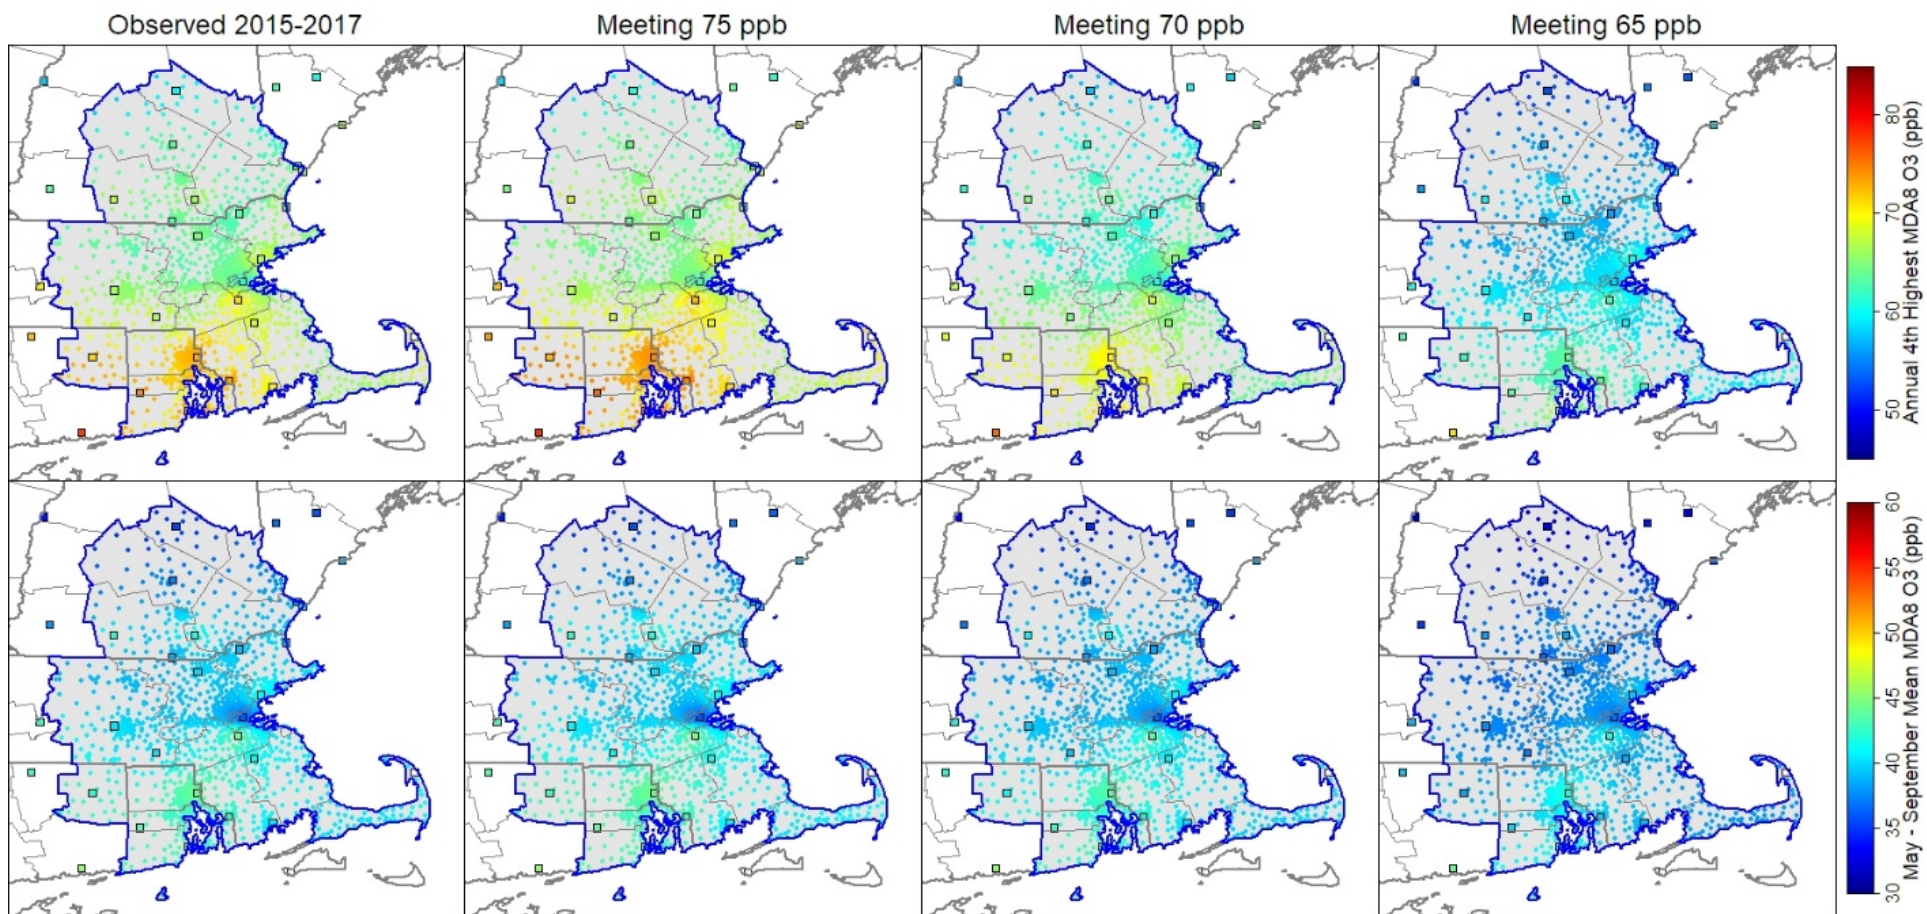 Observed 2015-2017
Meeting 75 ppb
Meeting 70 ppb
Meeting 65 ppb
80
70
60
50
Annual 4th Highest MDA8 O3 (ppb)
60
55
50
45
40
35
30
May - September Mean MDA8 O3 (ppb)